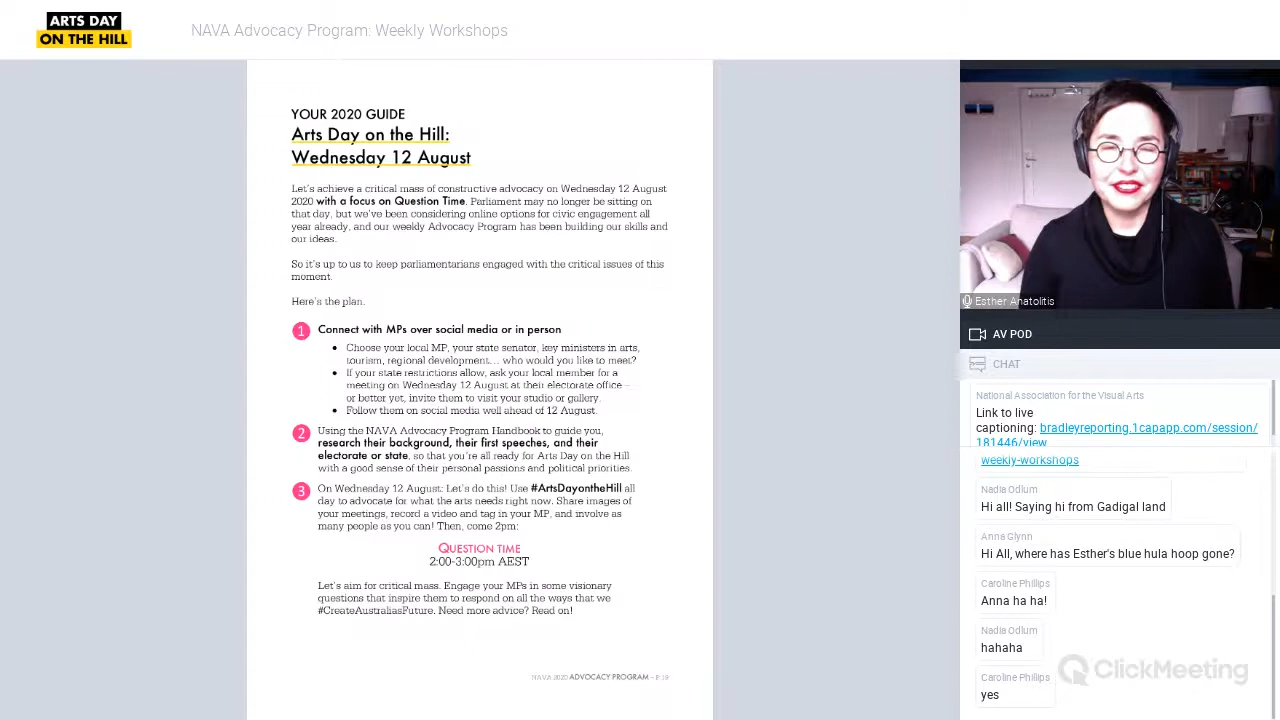 ARTS DAY
ON THE HILL
NAVA Advocacy Program: Weekly Workshops
YOUR 2020 GUIDE
Arts Day on the Hill:
Wednesday 12 August
Let's achieve a critical mass of constructive advocacy on Wednesday 12 August
2020 with a focus on Question Time. Parliament may no longer be sitting on
that day, but we've been considering online options for civic engagement all
year already, and our weekly Advocacy Program has been building our skills and
our ideas.
So it's up to us to keep parliamentarians engaged with the critical issues of this
moment.
Here's the plan.
1 Connect with MPs over social media or in person
• Choose your local MP, your state senator, key ministers in arts,
tourism, regional development... who would you like to meet?
• If your state restrictions allow, ask your local member for a
meeting on Wednesday 12 August at their electorate office –
or better yet, invite them to visit your studio or gallery.
• Follow them on social media well ahead of 12 August.
2 Using the NAVA Advocacy Program Handbook to guide you,
research their background, their first speeches, and their
electorate or state, so that you're all ready for Arts Day on the Hill
with a good sense of their personal passions and political priorities.
3 On Wednesday 12 August: Let's do this! Use #ArtsDayontheHill all
day to advocate for what the arts needs right now. Share images of
your meetings, record a video and tag in your MP, and involve as
many people as you can! Then, come 2pm:
QUESTION TIME
2:00-3:00pm AEST
Let's aim for critical mass. Engage your MPs in some visionary
questions that inspire them to respond on all the ways that we
#CreateAustraliasFuture. Need more advice? Read on!
NAVA 2020 ADVOCACY PROGRAM – P.
Esther Anatolitis
AV POD
CHAT
National Association for the Visual Arts
Link to live
captioning: bradleyreporting.1capapp.com/session/
181446/view
weekly-workshops
Nadia Odlum
Hi all! Saying hi from Gadigal land
Anna Glynn
Hi All, where has Esther's blue hula hoop gone?
Caroline Phillips
Anna ha ha!
Nadia Odlum
hahaha
Caroline Phillips
yes
ClickMeeting